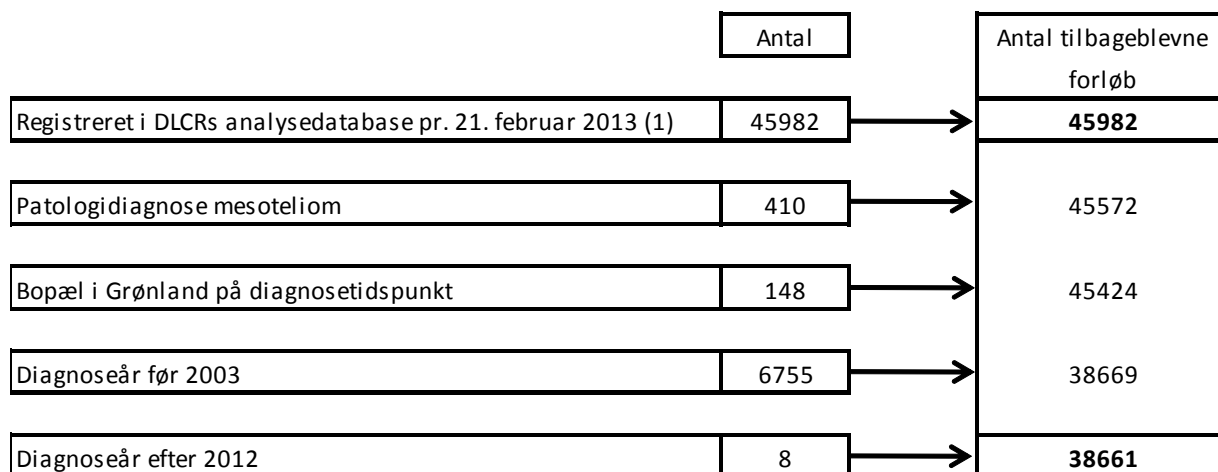 Antal
Antal tilbageblevne
forløb
Registreret i DLCRs analysedatabase pr. 21. februar 2013 (1) 45982 45982
Patologidiagnose mesoteliom 410 45572
Bopæl i Grønland på diagnosetidspunkt 148 45424
Diagnoseår før 2003 6755 38669
Diagnoseår efter 2012 8 38661